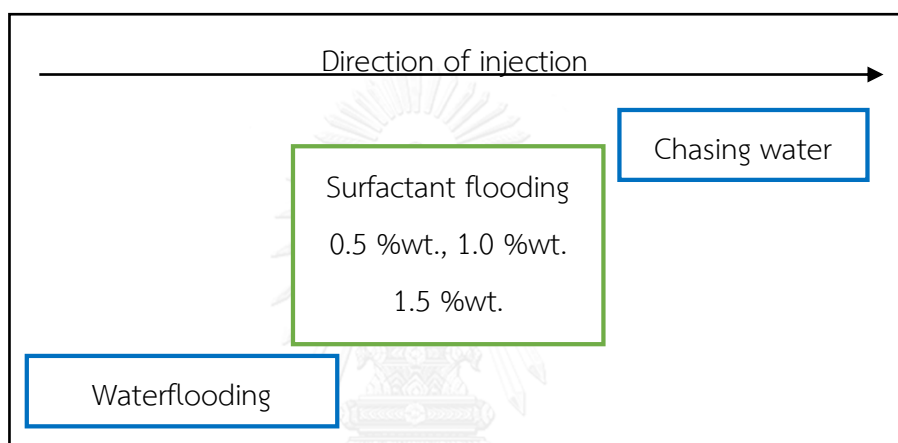 Direction of injection
Chasing water
Surfactant flooding
0.5 %wt., 1.0 %wt.
1.5 %wt.
Waterflooding